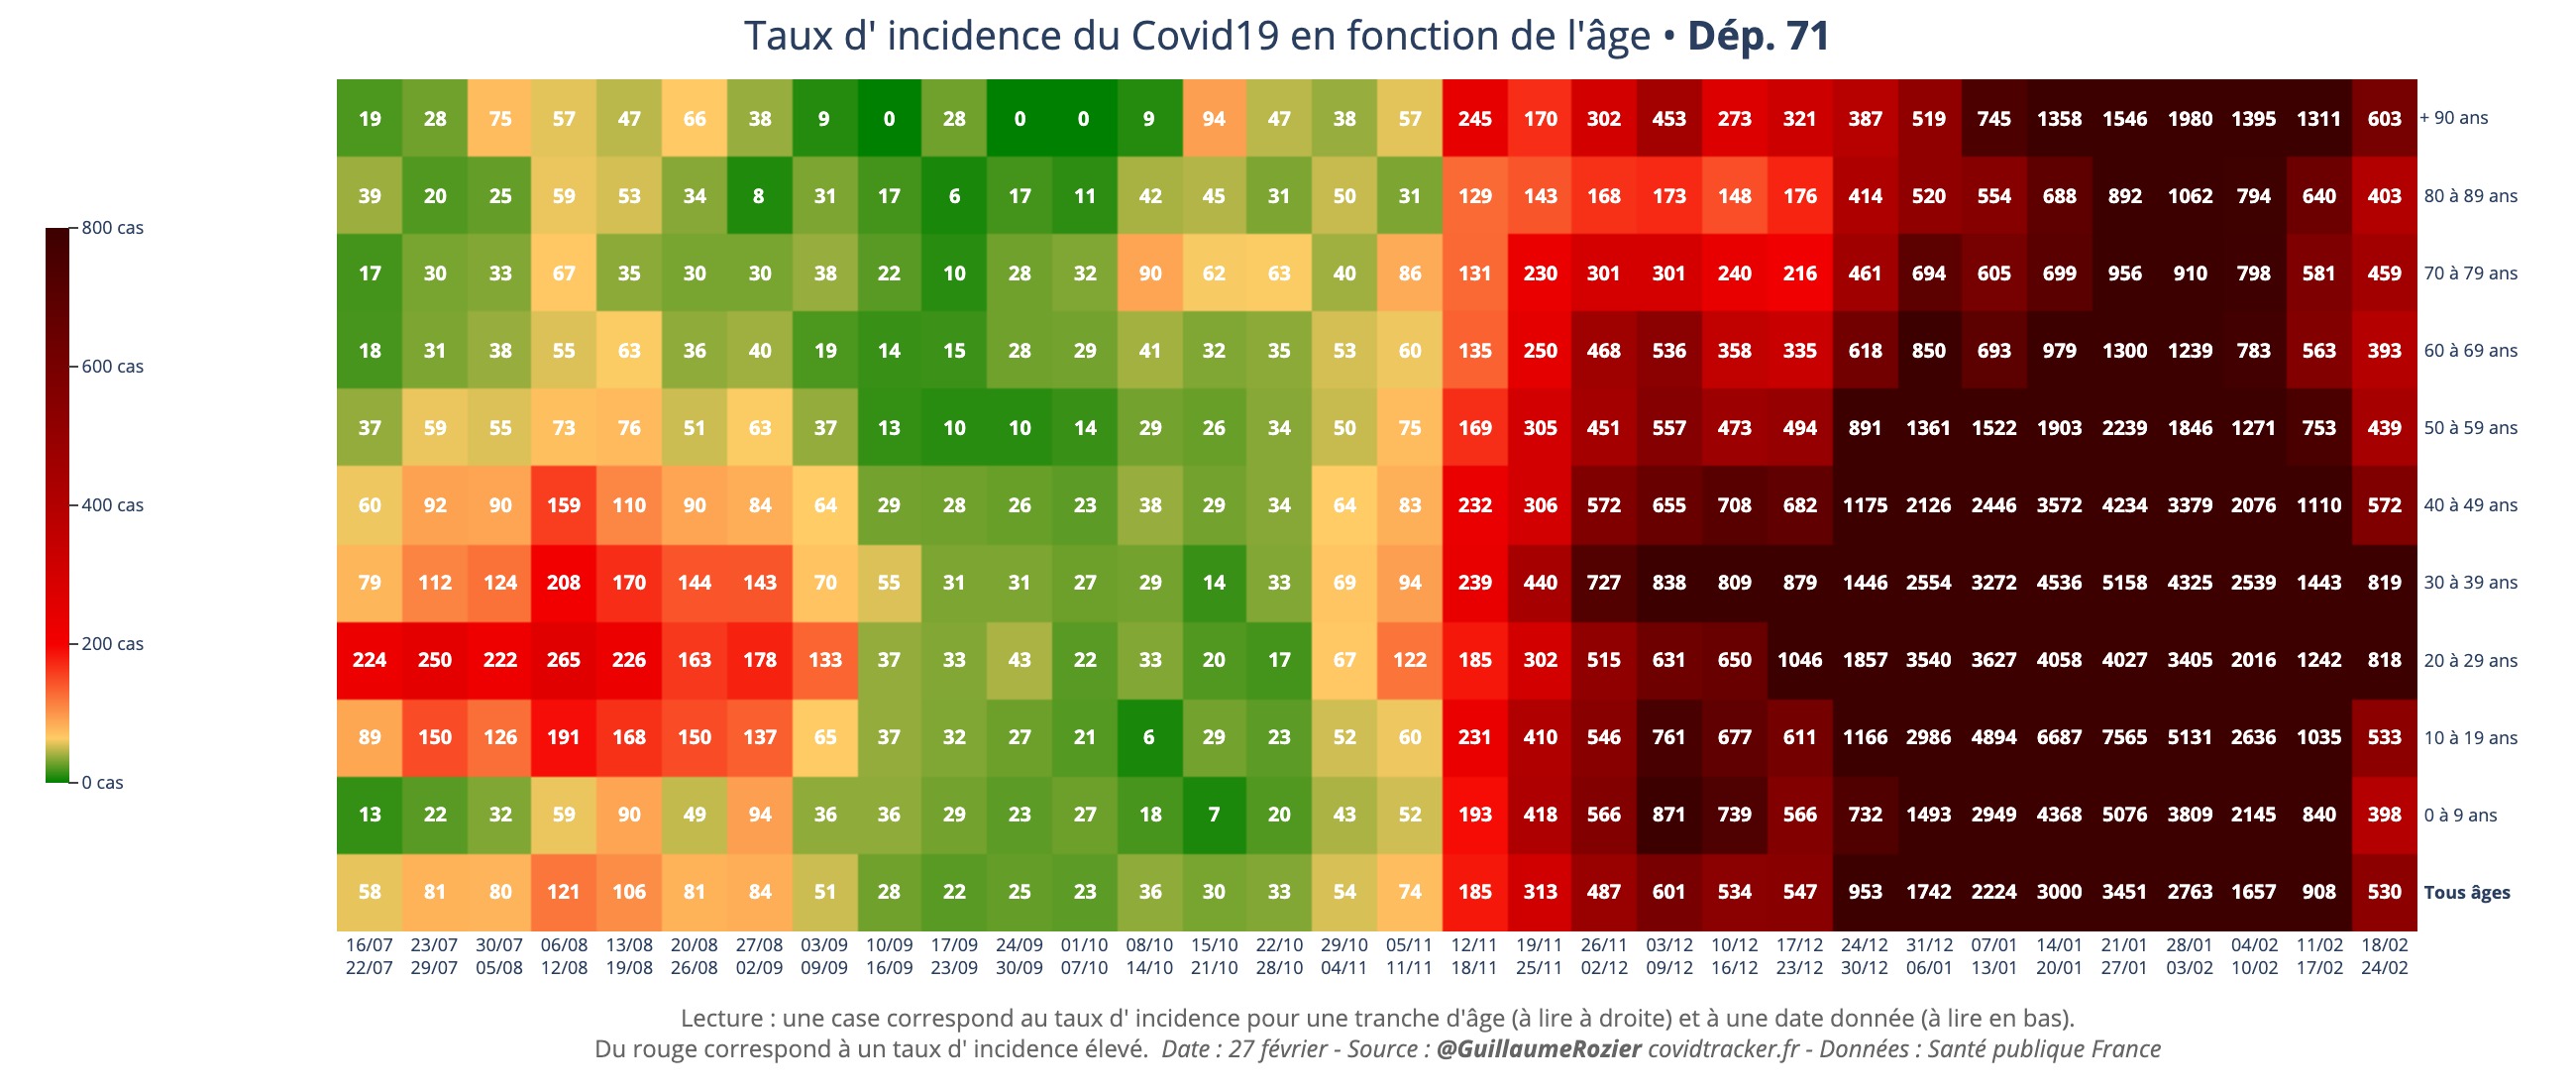 Taux d' incidence du Covid19 en fonction de l'âge • Dép. 71
19 28 75 57 47 66 38 9 0 28 0 0 9 94 47 38 57 245 170 302 453 273 321 387 519 745 1358 1546 1980 1395 1311 603 + 90 ans
39 20 25 59 53 34 8 31 17 6 17 11 42 45 31 50 31 129 143 168 173 148 176 414 520 554 688 892 1062 794 640 403 80 à 89 ans
800 cas
17 30 33 67 35 30 30 38 22 10 28 32 90 62 63 40 86 131 230 301 301 240 216 461 694 605 699 956 910 798 581 459 70 à 79 ans
18 31 38 55 63 36 40 19 14 15 28 29 41 32 35 53 60 135 250 468 536 358 335 618 850 693 979 1300 1239 783 563 393 60 à 69 ans
600 cas
37 59 55 73 76 51 63 37 13 10 10 14 29 26 34 50 75 169 305 451 557 473 494 891 1361 1522 1903 2239 1846 1271 753 439 50 à 59 ans
400 cas
60 92 90 159 110 90 84 64 29 28 26 23 38 29 34 64 83 232 306 572 655 708 682 1175 2126 2446 3572 4234 3379 2076 1110 572 40 à 49 ans
79 112 124 208 170 144 143 70 55 31 31 27 29 14 33 69 94 239 440 727 838 809 879 1446 2554 3272 4536 5158 4325 2539 1443 819 30 à 39 ans
200 cas
224 250 222 265 226 163 178 133 37 33 43 22 33 20 17 67 122 185 302 515 631 650 1046 1857 3540 3627 4058 4027 3405 2016 1242 818 20 à 29 ans
89 150 126 191 168 150 137 65 37 32 27 21 6 29 23 52 60 231 410 546 761 677 611 1166 2986 4894 6687 7565 5131 2636 1035 533 10 à 19 ans
0 cas
13 22 32 59 90 49 94 36 36 29 23 27 18 7 20 43 52 193 418 566 871 739 566 732 1493 2949 4368 5076 3809 2145 840 398 0 à 9 ans
58 81 80 121 106 81 84 51 28 22 25 23 36 30 33 54 74 185 313 487 601 534 547 953 1742 2224 3000 3451 2763 1657 908 530 Tous âges
16/07 23/07 30/07 06/08 13/08 20/08 27/08 03/09 10/09 17/09 24/09 01/10 08/10 15/10 22/10 29/10 05/11 12/11 19/11 26/11 03/12 10/12 17/12 24/12 31/12 07/01 14/01 21/01 28/01 04/02 11/02 18/02
22/07 29/07 05/08 12/08 19/08 26/08 02/09 09/09 16/09 23/09 30/09 07/10 14/10 21/10 28/10 04/11 11/11 18/11 25/11 02/12 09/12 16/12 23/12 30/12 06/01 13/01 20/01 27/01 03/02 10/02 17/02 24/02
Lecture : une case correspond au taux d' incidence pour une tranche d'âge (à lire à droite) et à une date donnée (à lire en bas).
Du rouge correspond à un taux d' incidence élevé. Date : 27 février - Source : @GuillaumeRozier covidtracker.fr - Données : Santé publique France